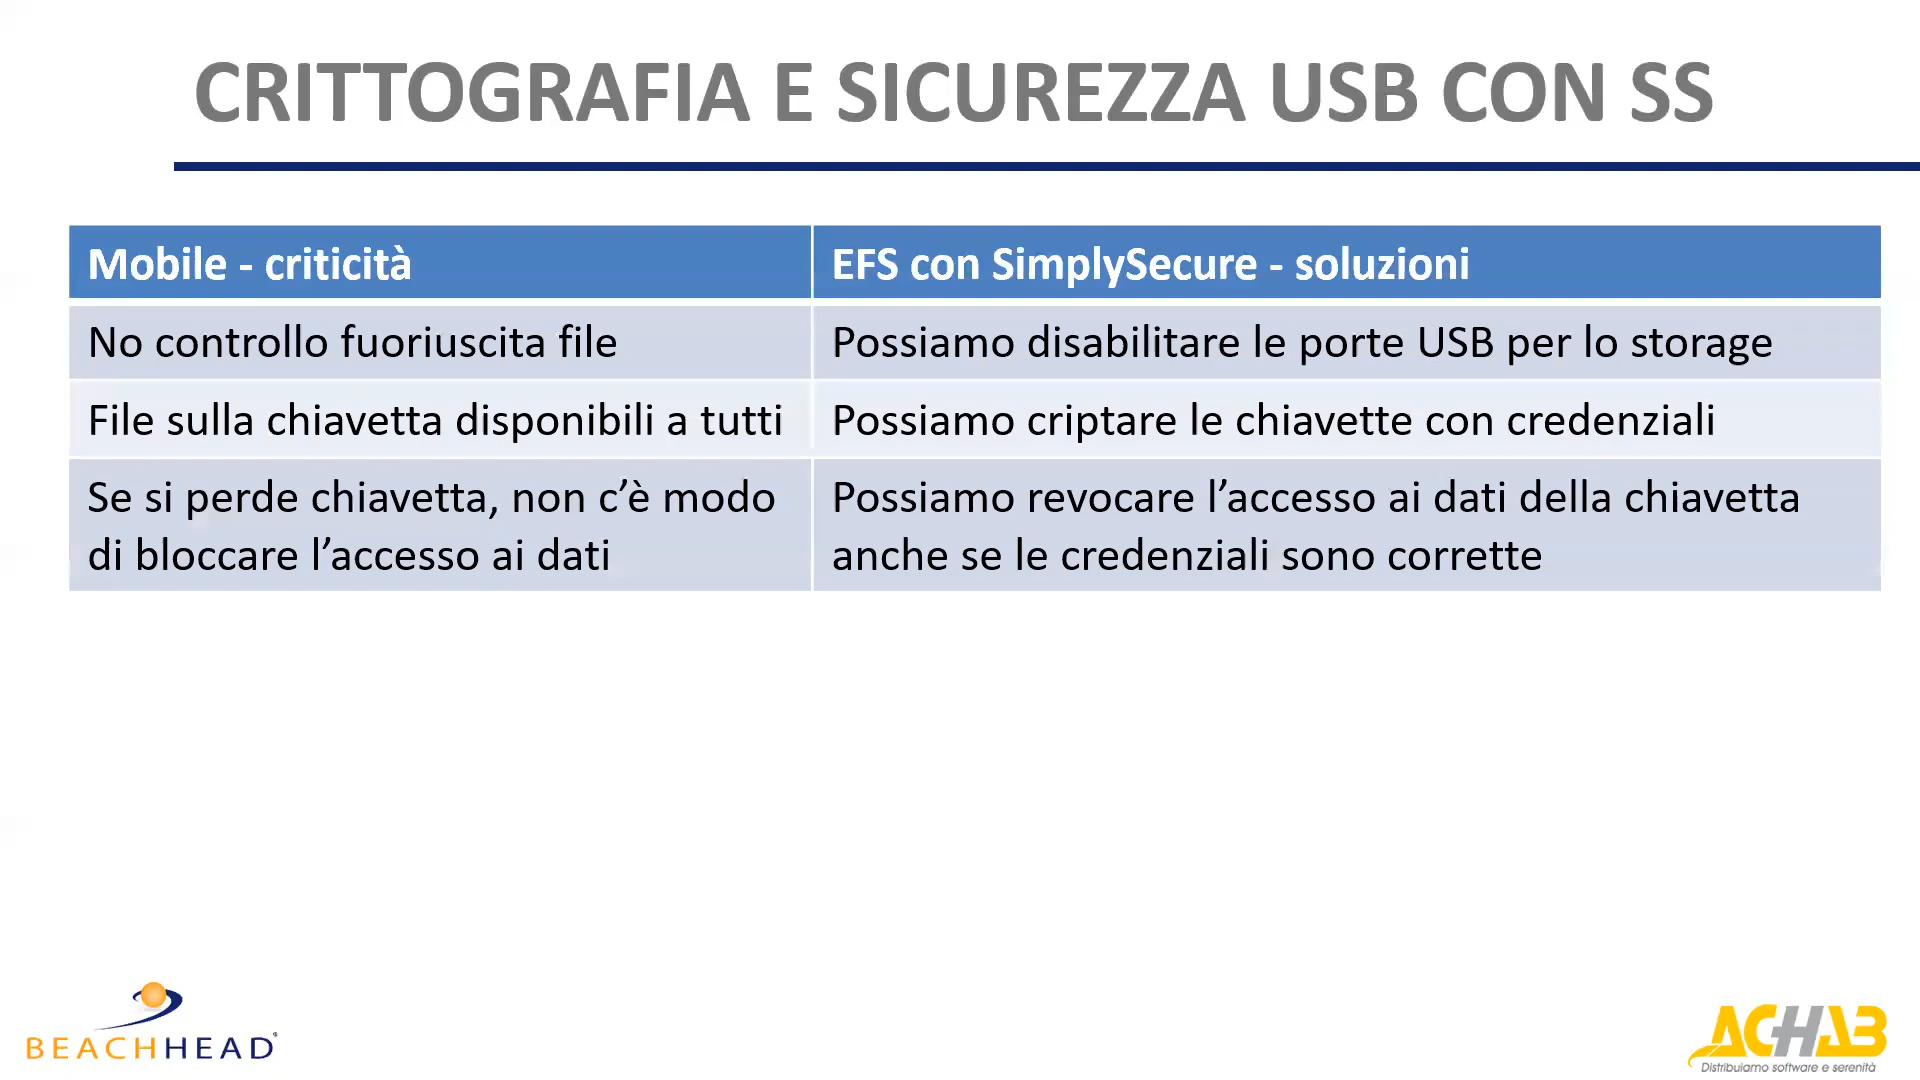 CRITTOGRAFIA E SICUREZZA USB CON SS
Mobile - criticità
EFS con SimplySecure - soluzioni
No controllo fuoriuscita file
Possiamo disabilitare le porte USB per lo storage
File sulla chiavetta disponibili a tutti
Possiamo criptare le chiavette con credenziali
Se si perde chiavetta, non c’è modo
di bloccare l’accesso ai dati
Possiamo revocare l’accesso ai dati della chiavetta
anche se le credenziali sono corrette
BEACHHEAD®
ACHAB
Distribuiamo software e serenità